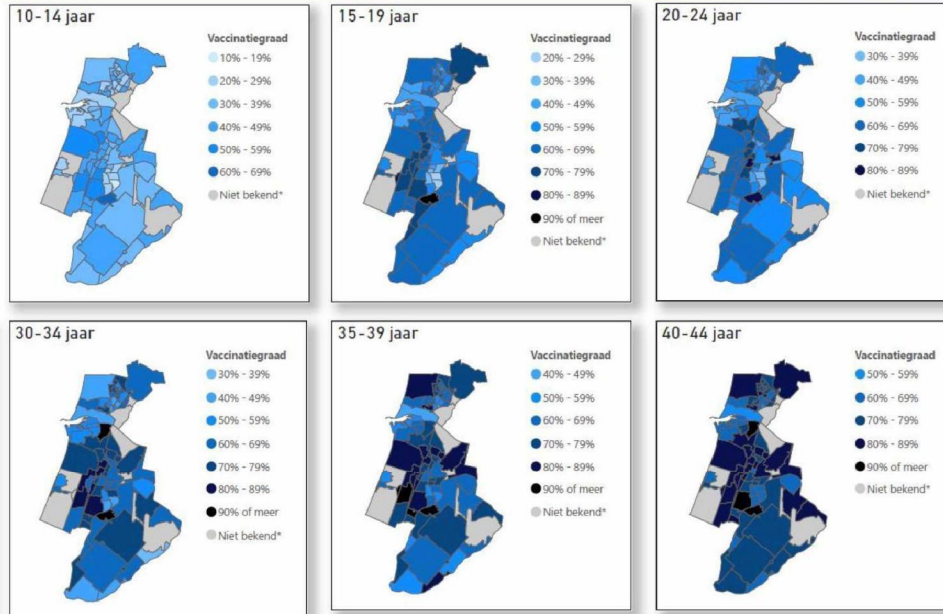 10-14 jaar
Vaccinatiegraad
10% - 19%
20% - 29%
30% - 39%
40% - 49%
50% - 59%
60% - 69%
Niet bekend*
15-19 jaar
Vaccinatiegraad
20% - 29%
30% - 39%
40% - 49%
50% - 59%
60% - 69%
70% - 79%
80% - 89%
90% of meer
Niet bekend*
20-24 jaar
Vaccinatiegraad
30% - 39%
40% - 49%
50% - 59%
60% - 69%
70% - 79%
80% - 89%
Niet bekend*
30-34 jaar
Vaccinatiegraad
30% - 39%
40% - 49%
50% - 59%
60% - 69%
70% - 79%
80% - 89%
90% of meer
Niet bekend*
35-39 jaar
Vaccinatiegraad
40% - 49%
50% - 59%
60% - 69%
70% - 79%
80% - 89%
90% of meer
Niet bekend*
40-44 jaar
Vaccinatiegraad
50% - 59%
60% - 69%
70% - 79%
80% - 89%
90% of meer
Niet bekend*